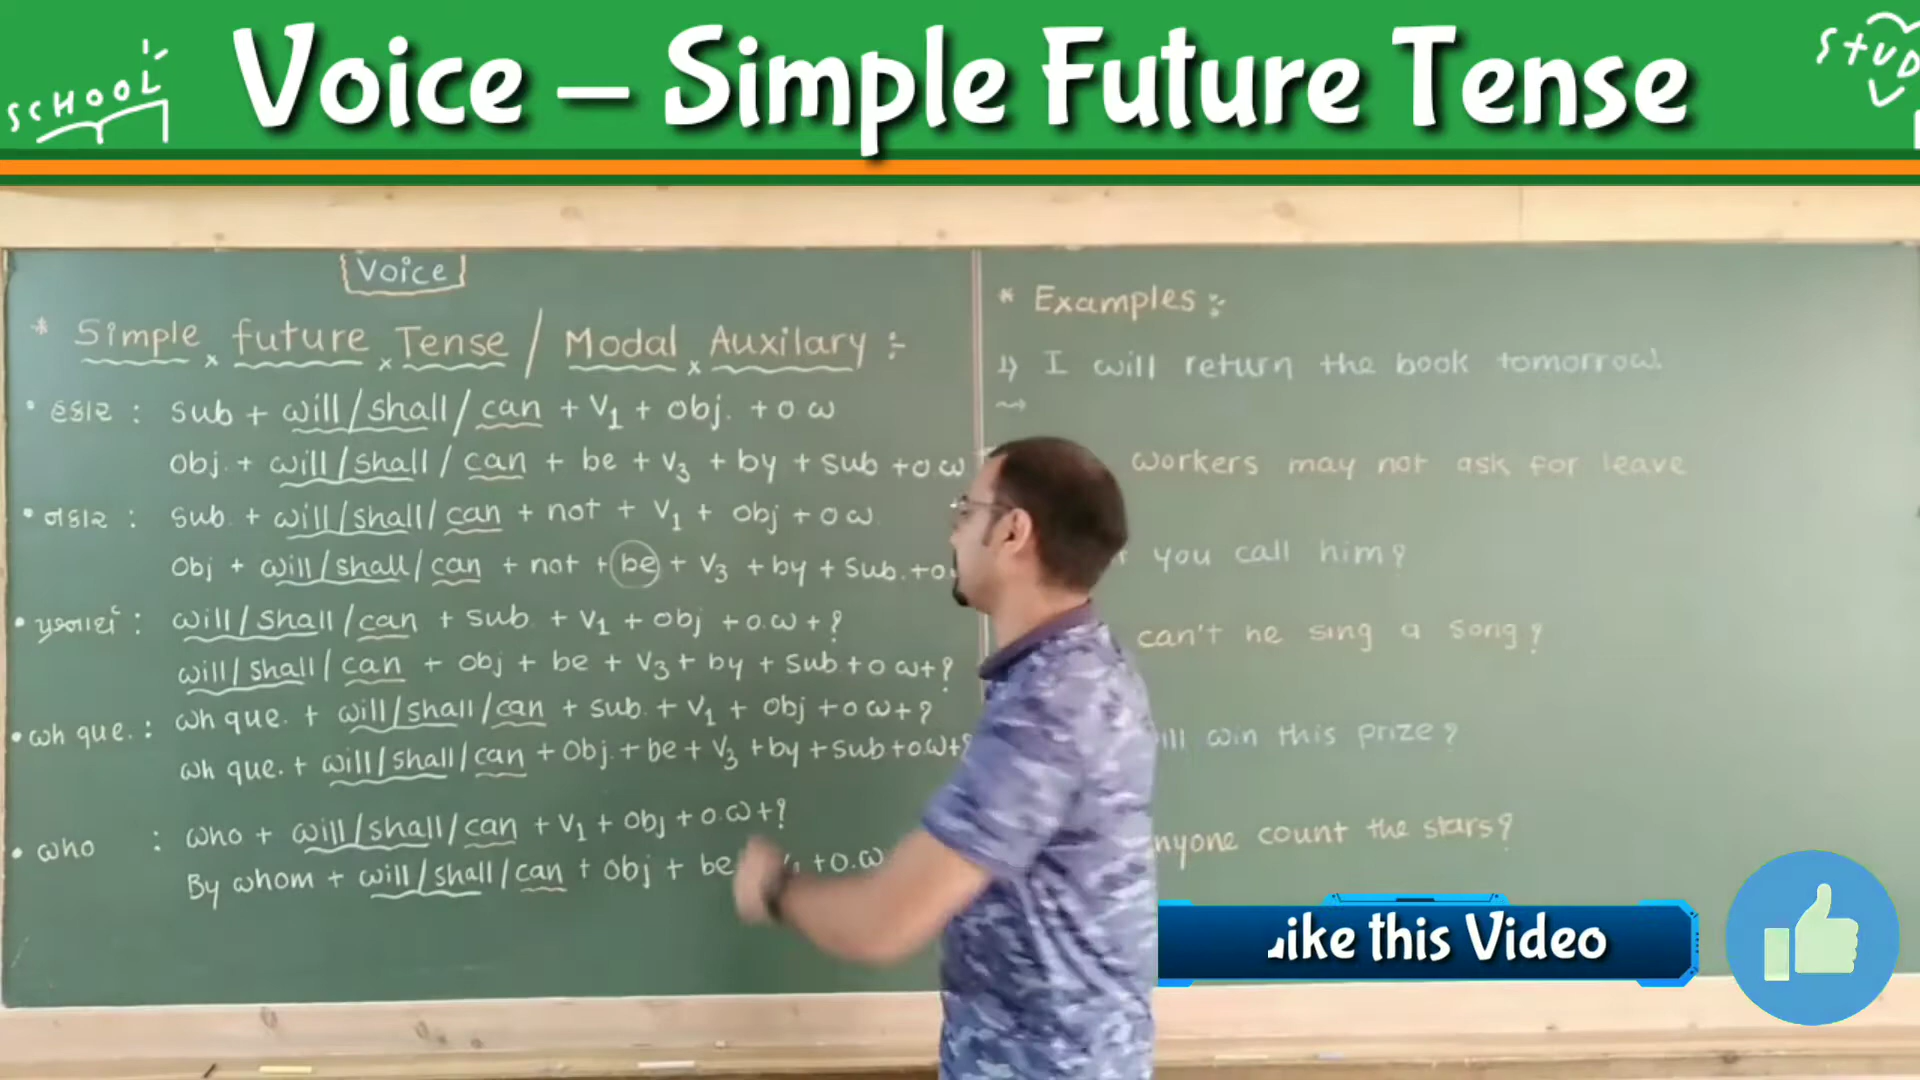 Voice – Simple Future Tense
SCHOOL
STUD
Voice
* Simple future Tense / Modal Auxilary :-
• હકાર : sub + will/shall/can + V1 + obj. + o.w
obj. + will/shall/can + be + V3 + by + sub + o.w
• નકાર : sub. + will/shall/can + not + V1 + obj + o.w
Obj + will/shall/can + not + be + V3 + by + Sub. + o.
• પ્રશ્નાર્થ : will/shall/can + sub + V1 + obj + o.w + ?
will/shall/can + obj + be + V3 + by + sub + o.w + ?
• wh que. : wh que. + will/shall/can + sub. + V1 + obj + o.w + ?
wh que. + will/shall/can + Obj. + be + V3 + by + sub + o.w + ?
• who : who + will/shall/can + V1 + obj + o.w + ?
By whom + will/shall/can + obj + be + o.w
* Examples :-
1) I will return the book tomorrow.
workers may not ask for leave
you call him?
can't he sing a song?
ill win this prize?
nyone count the stars?
ike this Video